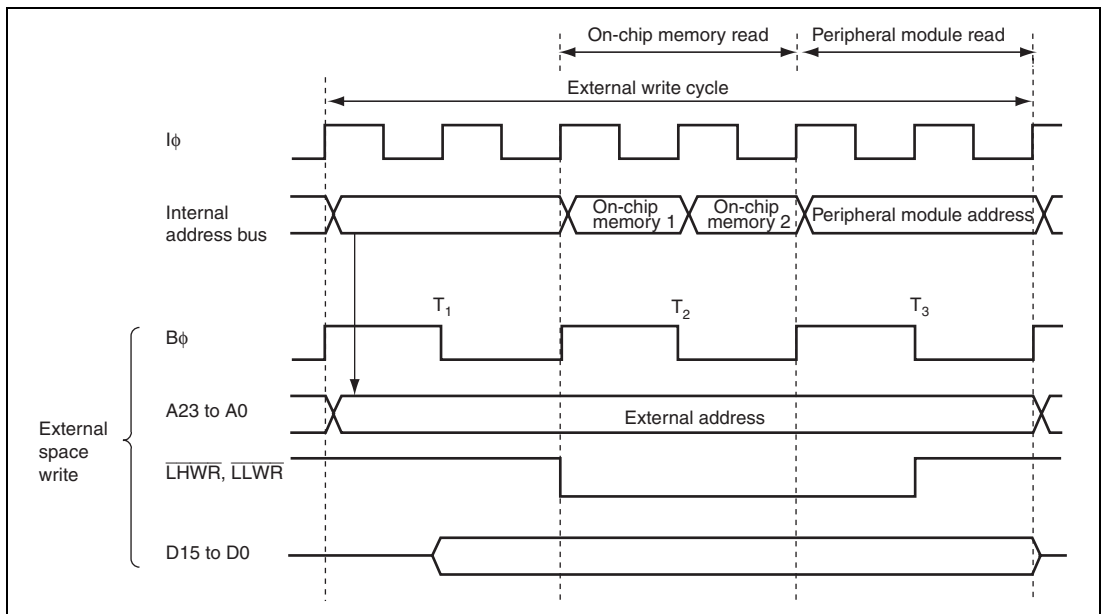 On-chip memory read Peripheral module read
External write cycle
Iϕ
Internal
address bus
On-chip
memory 1
On-chip
memory 2
Peripheral module address
T1 T2 T3
Bϕ
A23 to A0
External address
External
space
write
LHWR, LLWR
D15 to D0